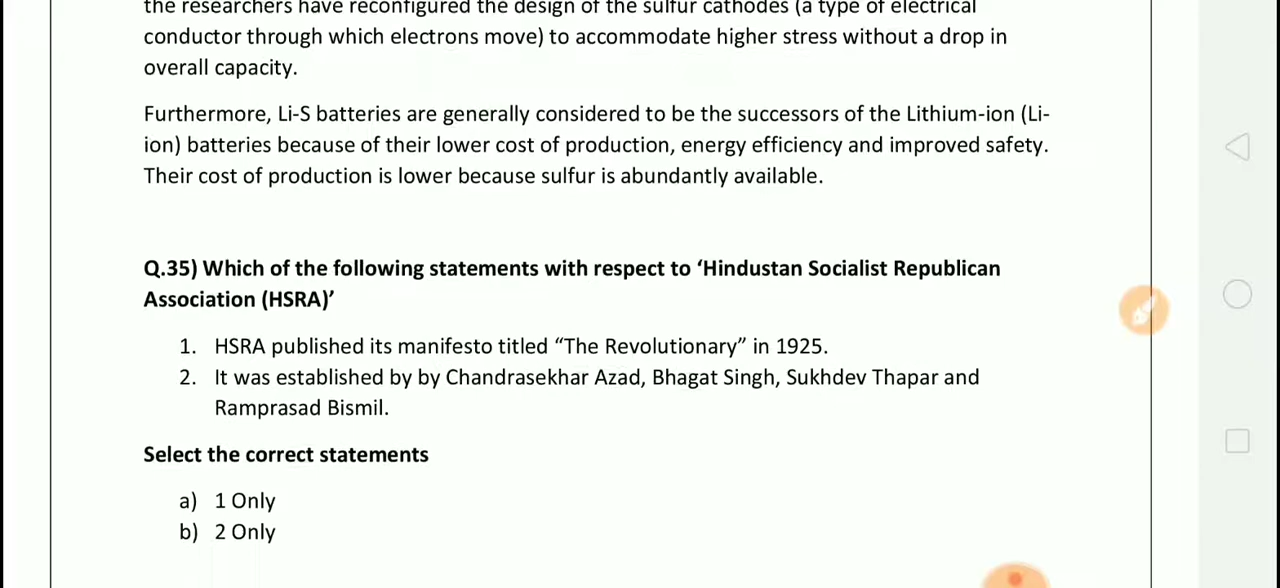 the researchers have reconfigured the design of the sulfur cathodes (a type of electrical
conductor through which electrons move) to accommodate higher stress without a drop in
overall capacity.
Furthermore, Li-S batteries are generally considered to be the successors of the Lithium-ion (Li-
ion) batteries because of their lower cost of production, energy efficiency and improved safety.
Their cost of production is lower because sulfur is abundantly available.
Q.35) Which of the following statements with respect to ‘Hindustan Socialist Republican
Association (HSRA)’
1. HSRA published its manifesto titled “The Revolutionary” in 1925.
2. It was established by by Chandrasekhar Azad, Bhagat Singh, Sukhdev Thapar and
Ramprasad Bismil.
Select the correct statements
a) 1 Only
b) 2 Only